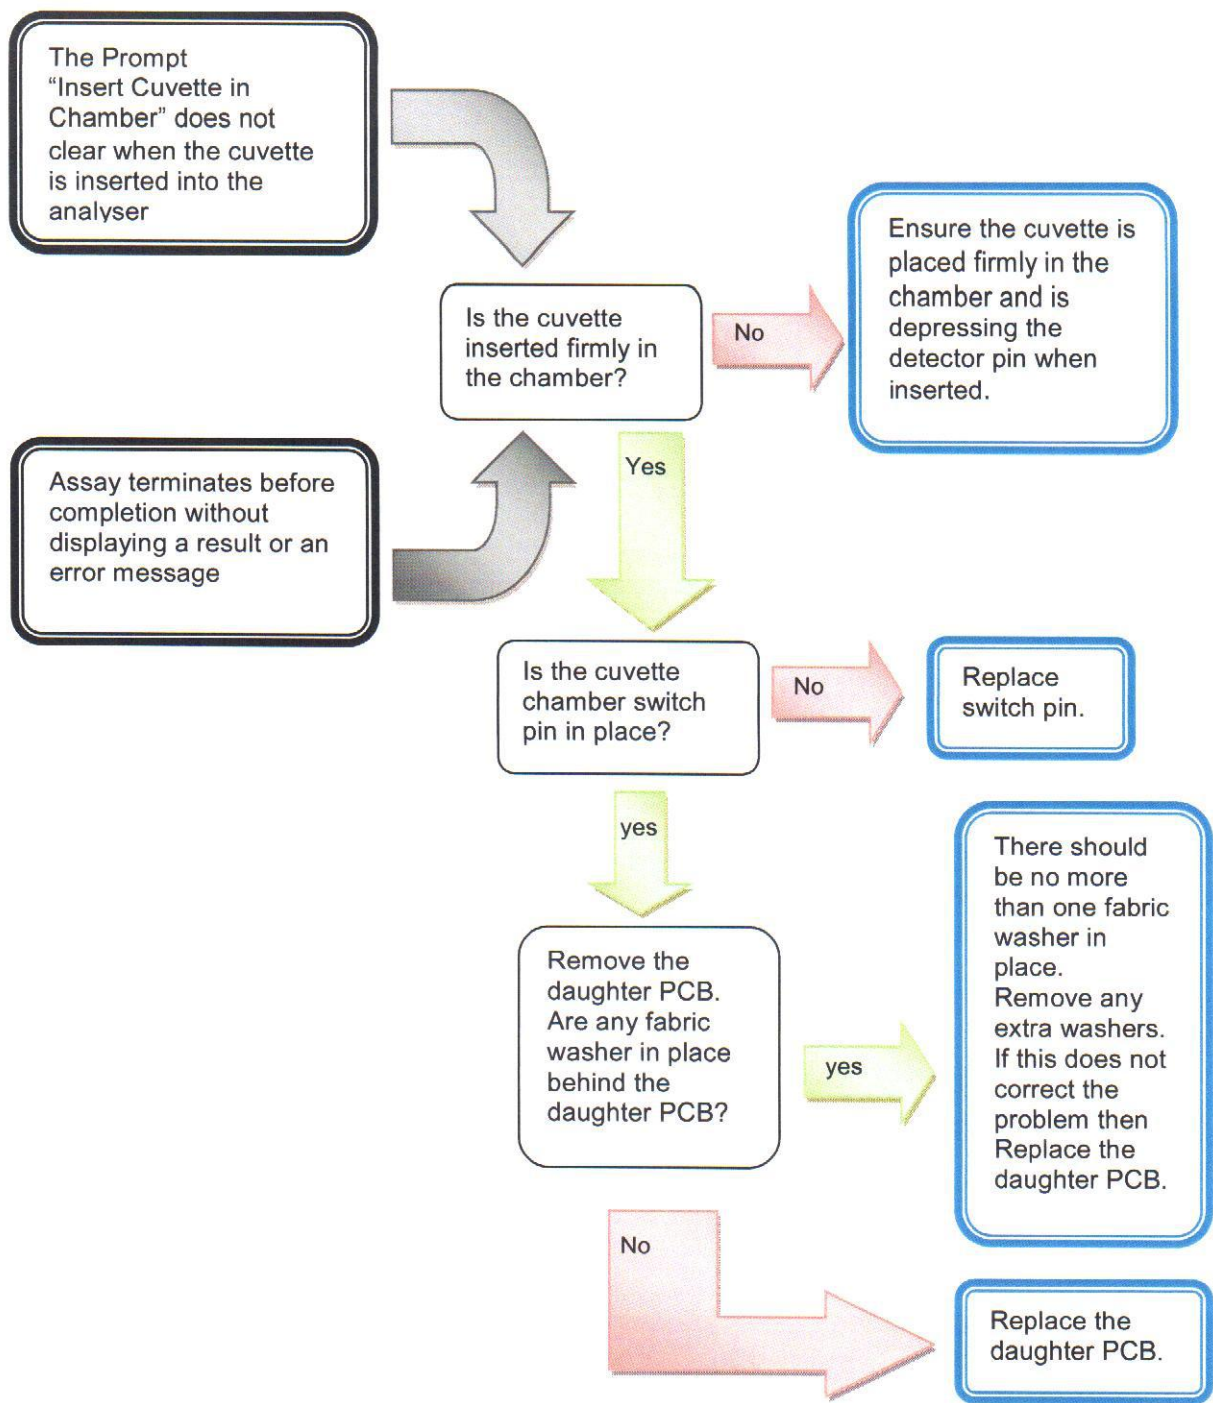 The Prompt
“Insert Cuvette in
Chamber” does not
clear when the cuvette
is inserted into the
analyser
Is the cuvette
inserted firmly in
the chamber?
No
Ensure the cuvette is
placed firmly in the
chamber and is
depressing the
detector pin when
inserted.
Assay terminates before
completion without
displaying a result or an
error message
Yes
Is the cuvette
chamber switch
pin in place?
No
Replace
switch pin.
yes
Remove the
daughter PCB.
Are any fabric
washer in place
behind the
daughter PCB?
yes
There should
be no more
than one fabric
washer in
place.
Remove any
extra washers.
If this does not
correct the
problem then
Replace the
daughter PCB.
No
Replace the
daughter PCB.